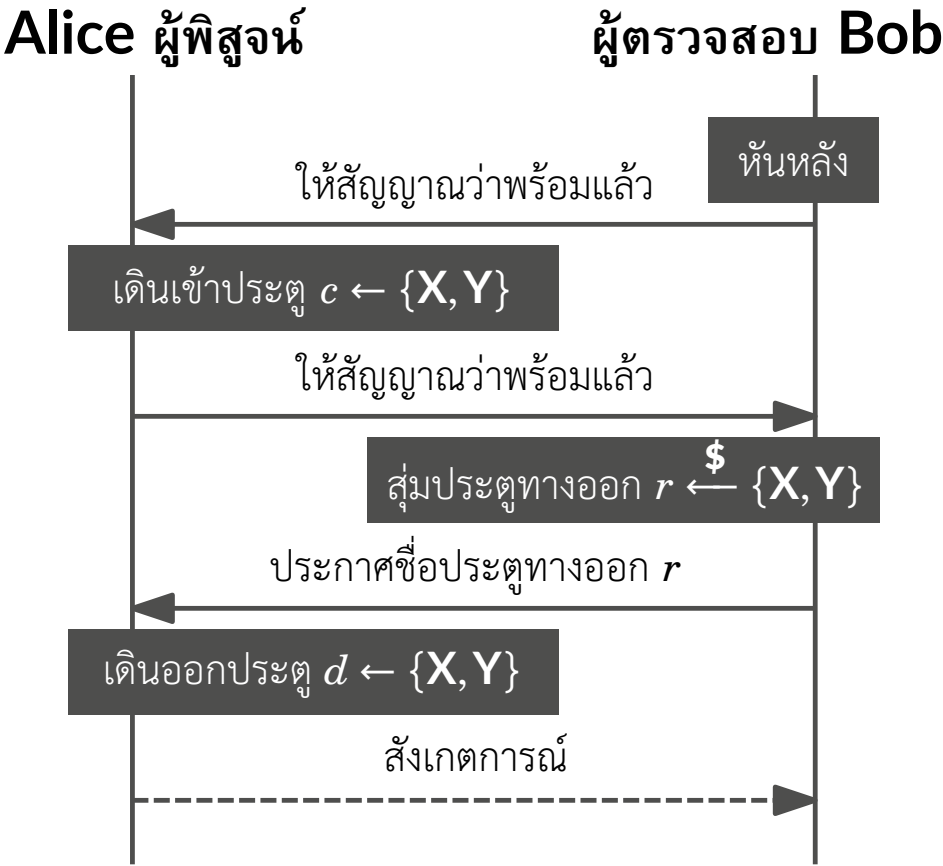 Alice ผู้พิสูจน์
ผู้ตรวจสอบ Bob
หันหลัง
ให้สัญญาณว่าพร้อมแล้ว
เดินเข้าประตู c ← {X, Y}
ให้สัญญาณว่าพร้อมแล้ว
สุ่มประตูทางออก r ←$ {X, Y}
ประกาศชื่อประตูทางออก r
เดินออกประตู d ← {X, Y}
สังเกตการณ์